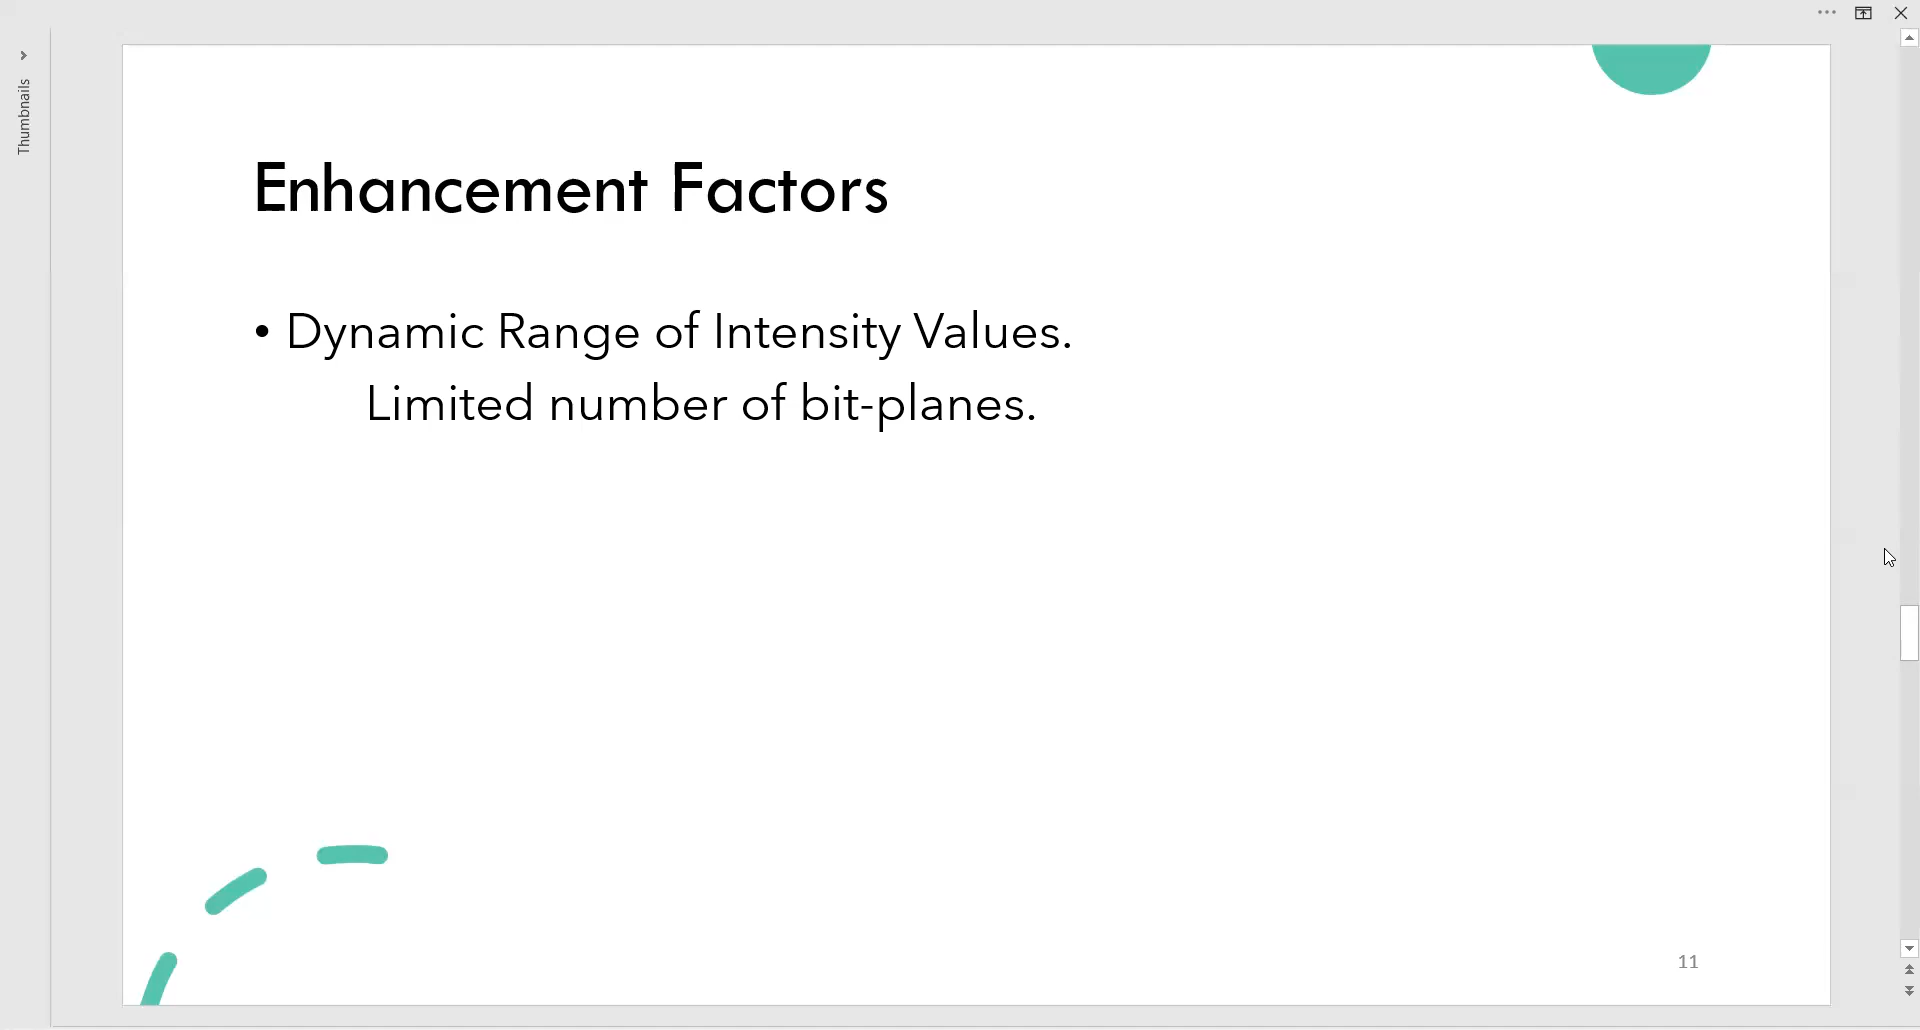 Thumbnails
Enhancement Factors
• Dynamic Range of Intensity Values.
Limited number of bit-planes.
11